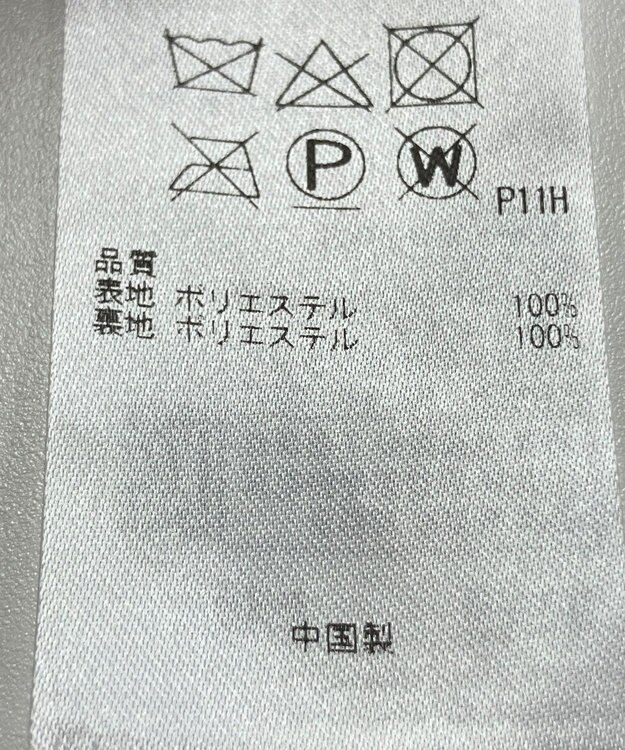 P W
P11H
品質
表地 ポリエステル 100%
裏地 ポリエステル 100%
中国製